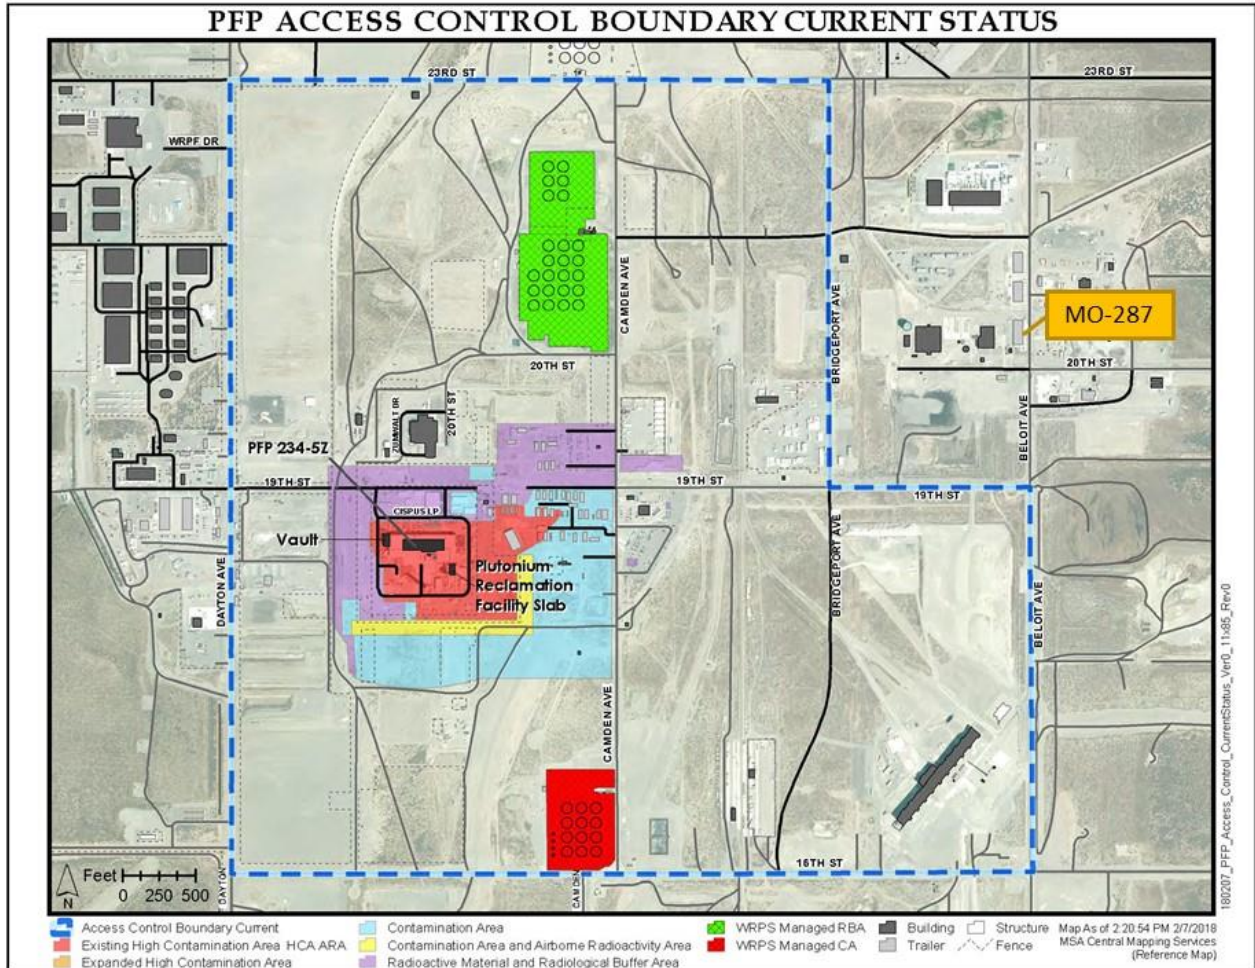 PFP ACCESS CONTROL BOUNDARY CURRENT STATUS
23RD ST
23RD ST
WRPF DR
CAMDEN AVE
BRIDGEPORT AVE
MO-287
20TH ST
20TH ST
ZUMWALT DR
20TH ST
BELOIT AVE
PFP 234-5Z
19TH ST
19TH ST
19TH ST
CISPUS LP
Vault
Plutonium
Reclamation
Facility Slab
DAYTON AVE
BRIDGEPORT AVE
BELOIT AVE
CAMDEN AVE
16TH ST
Feet
0 250 500
N
DAYTON
CAMDEN
180207_PFP_Access_Control_CurrentStatus_Ver0_11x85_Rev0
Access Control Boundary Current
Existing High Contamination Area HCA ARA
Expanded High Contamination Area
Contamination Area
Contamination Area and Airborne Radioactivity Area
Radioactive Material and Radiological Buffer Area
WRPS Managed RBA
WRPS Managed CA
Building
Trailer
Structure
Fence
Map As of 2:20:54 PM 2/7/2018
MSA Central Mapping Services
(Reference Map)